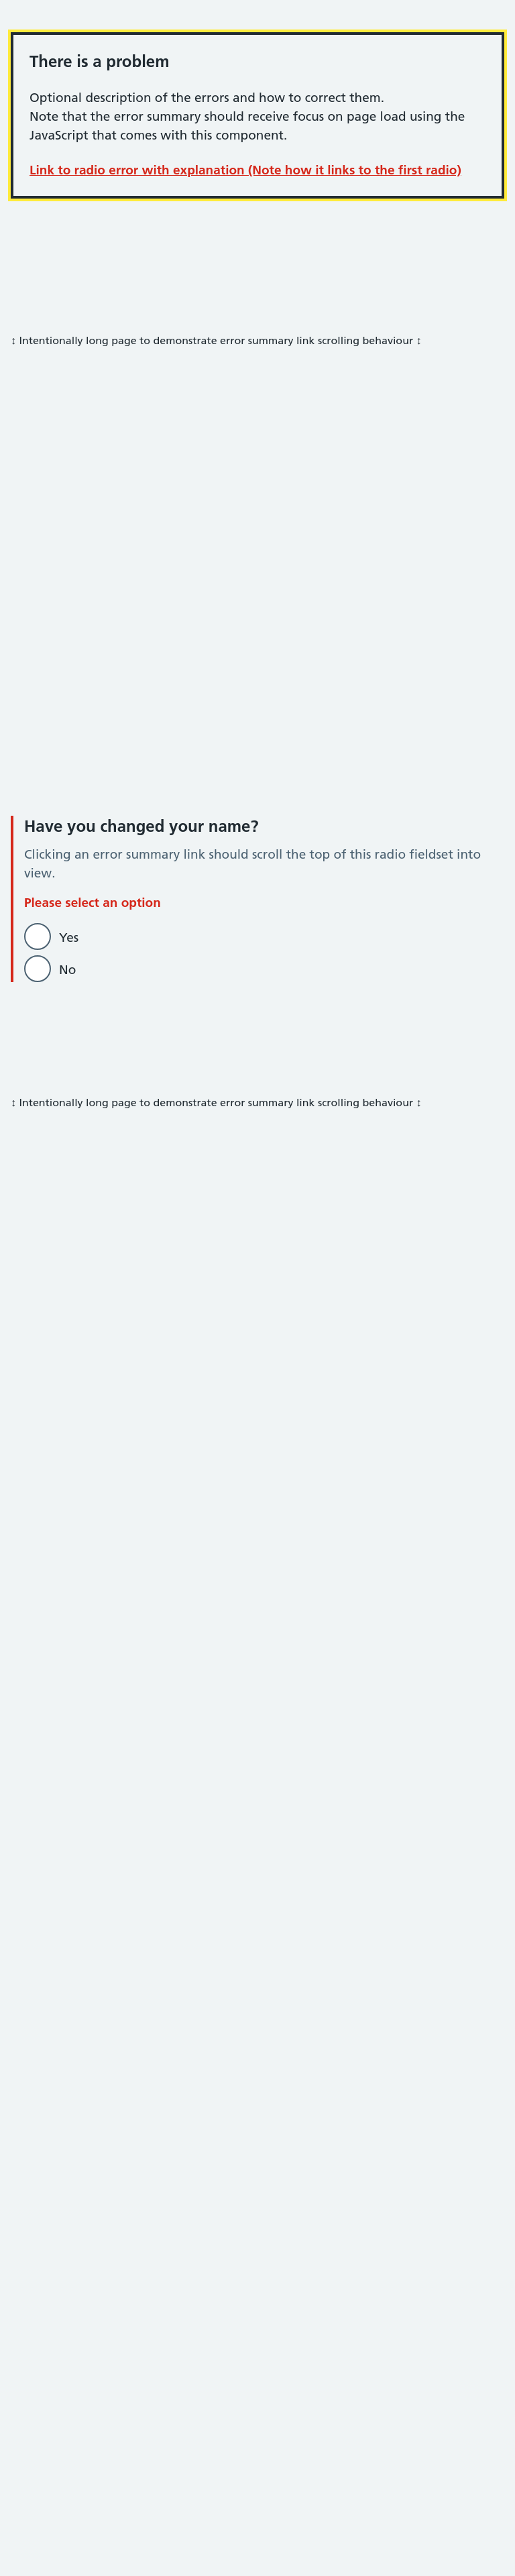 There is a problem
Optional description of the errors and how to correct them.
Note that the error summary should receive focus on page load using the
JavaScript that comes with this component.
Link to radio error with explanation (Note how it links to the first radio)
↕ Intentionally long page to demonstrate error summary link scrolling behaviour ↕
Have you changed your name?
Clicking an error summary link should scroll the top of this radio fieldset into
view.
Please select an option
Yes
No
↕ Intentionally long page to demonstrate error summary link scrolling behaviour ↕